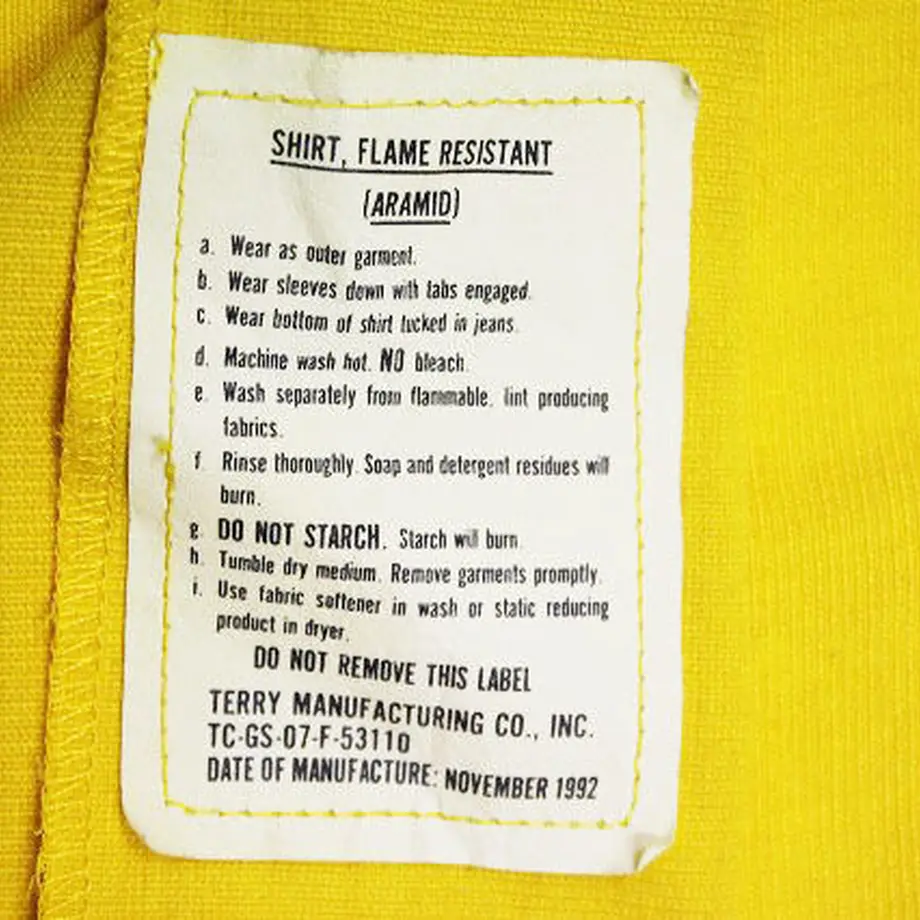 SHIRT, FLAME RESISTANT
(ARAMID)
a. Wear as outer garment.
b. Wear sleeves down with tabs engaged.
c. Wear bottom of shirt tucked in jeans.
d. Machine wash hot. NO bleach.
e. Wash separately from flammable, lint producing
fabrics.
f. Rinse thoroughly. Soap and detergent residues will
burn.
g. DO NOT STARCH. Starch will burn.
h. Tumble dry medium. Remove garments promptly.
i. Use fabric softener in wash or static reducing
product in dryer.
DO NOT REMOVE THIS LABEL
TERRY MANUFACTURING CO., INC.
TC-GS-07-F-53110
DATE OF MANUFACTURE: NOVEMBER 1992